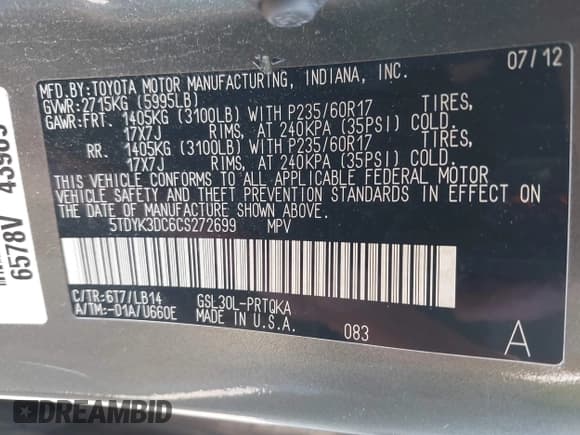 07/12
MFD.BY:TOYOTA MOTOR MANUFACTURING, INDIANA, INC.
GVWR:2715KG (5995LB)
GAWR:FRT. 1405KG (3100LB) WITH P235/60R17 TIRES,
17X7J RIMS, AT 240KPA (35PSI) COLD.
RR. 1405KG (3100LB) WITH P235/60R17 TIRES,
17X7J RIMS, AT 240KPA (35PSI) COLD.
THIS VEHICLE CONFORMS TO ALL APPLICABLE FEDERAL MOTOR
VEHICLE SAFETY AND THEFT PREVENTION STANDARDS IN EFFECT ON
THE DATE OF MANUFACTURE SHOWN ABOVE.
5TDYK3DC6CS272699 MPV
C/TR:6T7/LB14 GSL30L-PRTQKA
A/TM:-01A/U660E MADE IN U.S.A.
083
A
6578V
DREAMBID